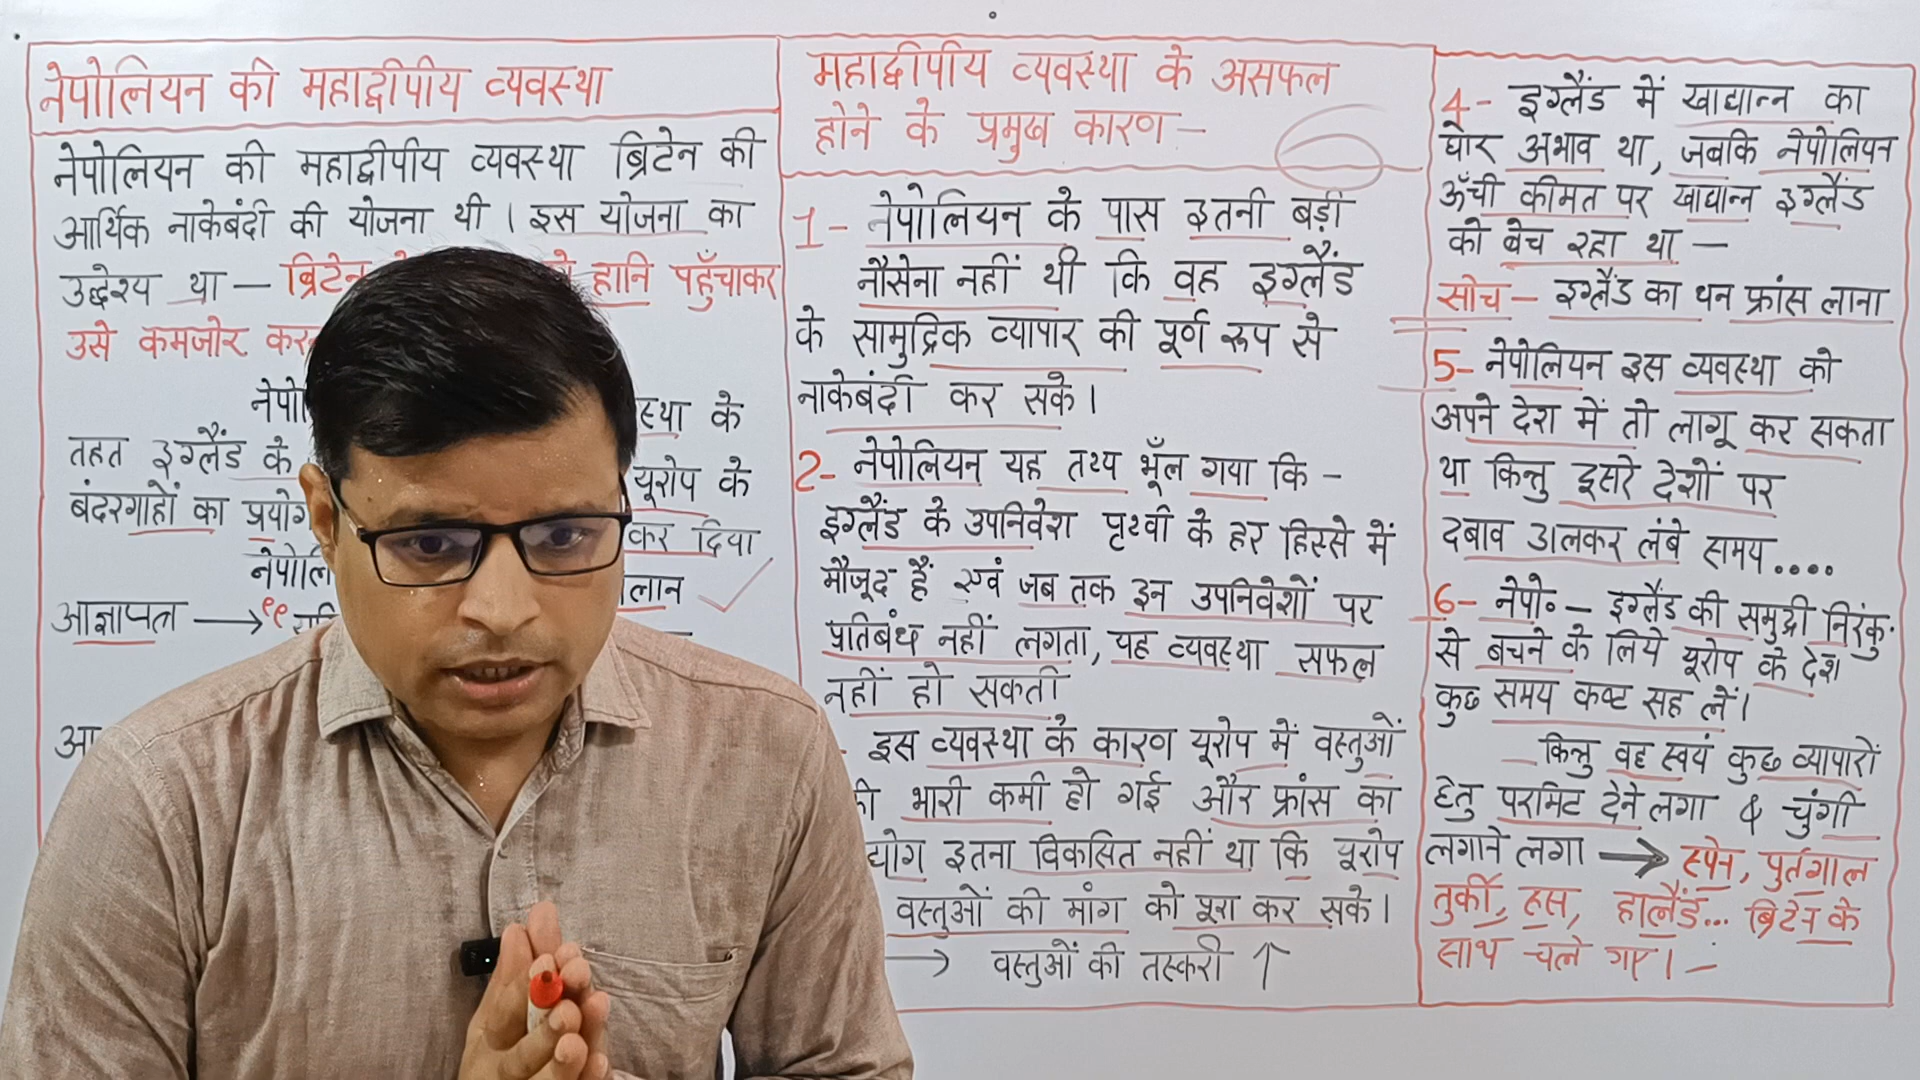 नेपोलियन की महाद्वीपीय व्यवस्था
नेपोलियन की महाद्वीपीय व्यवस्था ब्रिटेन की
आर्थिक नाकेबंदी की योजना थी । इस योजना का
उद्देश्य था — ब्रिटेन हानि पहुँचाकर
उसे कमजोर
तहत इंग्लैंड के यूरोप के
बंदरगाहों का प्रयोग कर दिया
आज्ञापत्र →
महाद्वीपीय व्यवस्था के असफल
होने के प्रमुख कारण —
1- नेपोलियन के पास इतनी बड़ी
नौसेना नहीं थी कि वह इंग्लैंड
के सामुद्रिक व्यापार की पूर्ण रूप से
नाकेबंदी कर सके।
2- नेपोलियन यह तथ्य भूँल गया कि -
इंग्लैंड के उपनिवेश पृथ्वी के हर हिस्से में
मौजूद हैं एवं जब तक इन उपनिवेशों पर
प्रतिबंध नहीं लगता, यह व्यवस्था सफल
नहीं हो सकती
इस व्यवस्था के कारण यूरोप में वस्तुओं
भारी कमी हो गई और फ्रांस का
इतना विकसित नहीं था कि यूरोप
वस्तुओं की मांग को पूरा कर सके।
→ वस्तुओं की तस्करी ↑
4- इंग्लैंड में खाद्यान्न का
घोर अभाव था, जबकि नेपोलियन
ऊँची कीमत पर खाद्यान्न इंग्लैंड
को बेच रहा था —
सोच — इंग्लैंड का धन फ्रांस लाना
5- नेपोलियन इस व्यवस्था को
अपने देश में तो लागू कर सकता
था किन्तु दूसरे देशों पर
दबाव डालकर लंबे समय....
6- नेपो॰ — इंग्लैंड की समुद्री निरंकु॰
से बचने के लिये यूरोप के देश
कुछ समय कष्ट सह लें।
— किन्तु वह स्वयं कुछ व्यापारों
हेतु परमिट देने लगा & चुंगी
लगाने लगा → स्पेन, पुर्तगाल
तुर्की, रूस, हालैंड... ब्रिटेन के
साथ चले गए। —